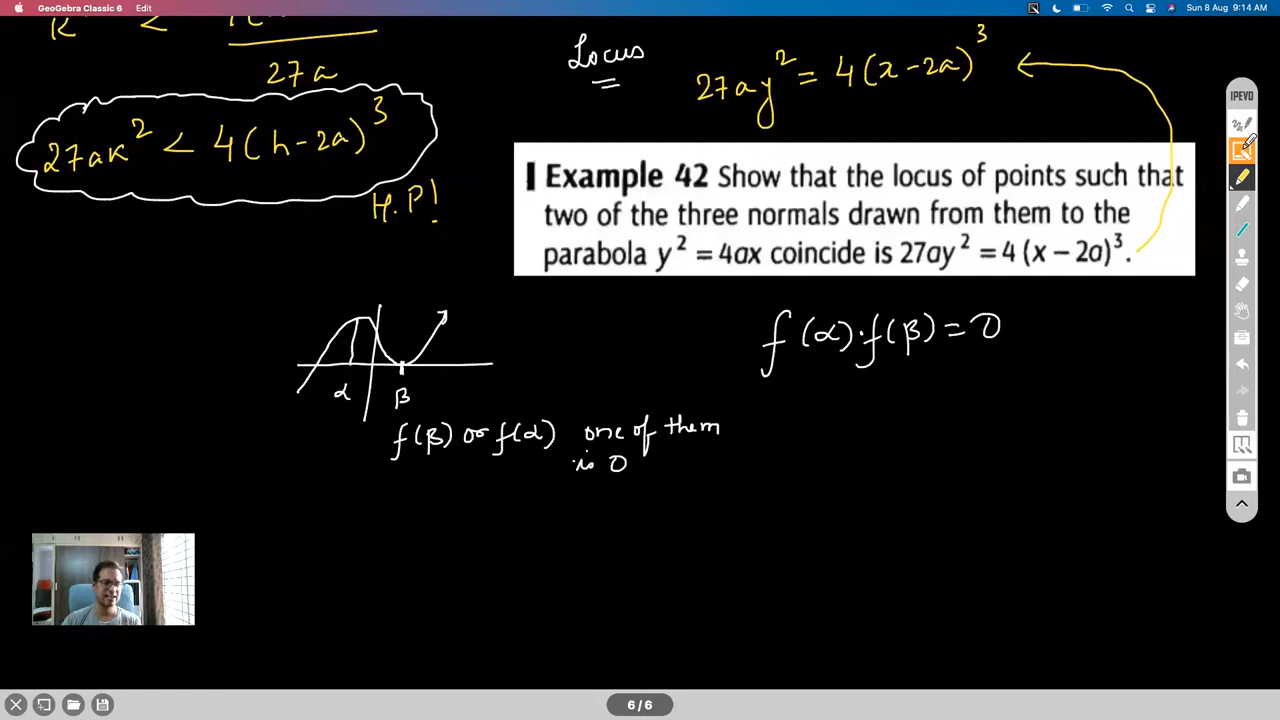 GeoGebra Classic 6 Edit
Sun 8 Aug 9:14 AM
27a
27ak² < 4(h-2a)³
H.P!
Locus
27ay² = 4(x-2a)³
IPEVO
Example 42 Show that the locus of points such that
two of the three normals drawn from them to the
parabola y² = 4ax coincide is 27ay² = 4(x − 2a)³.
α β
f(α)·f(β) = 0
f(β) or f(α) one of them
is 0
6 / 6